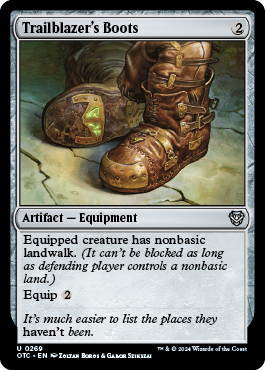 Trailblazer's Boots 2
Artifact — Equipment
Equipped creature has nonbasic
landwalk. (It can't be blocked as long
as defending player controls a nonbasic
land.)
Equip 2
It's much easier to list the places they
haven't been.
U 0269
OTC • EN Zoltan Boros & Gabor Szikszai
™ & © 2024 Wizards of the Coast